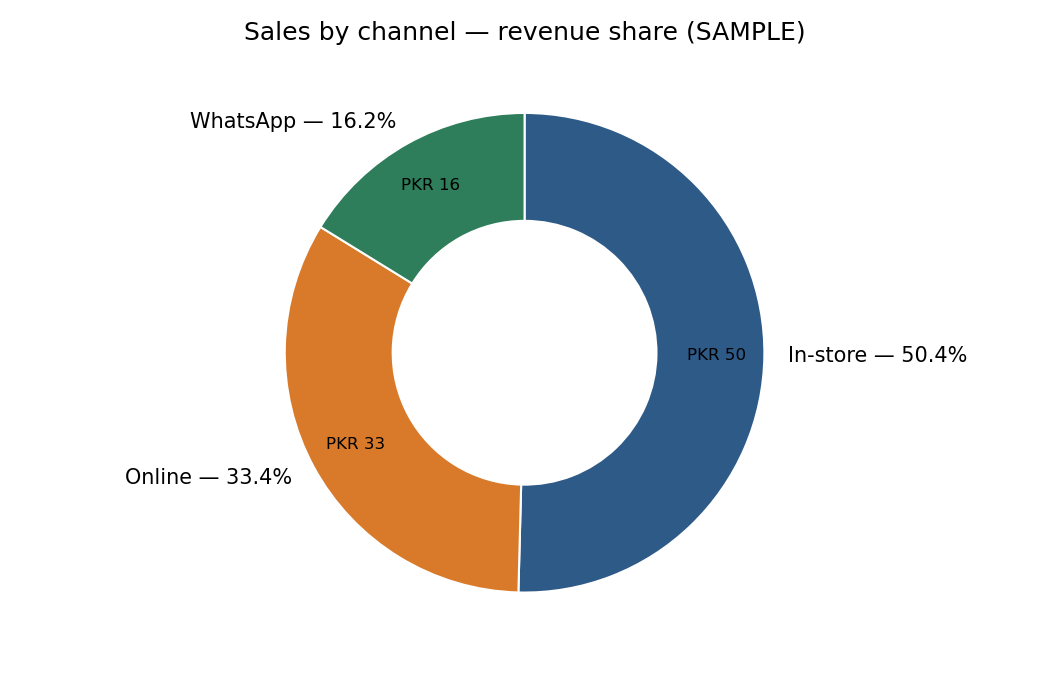 Sales by channel — revenue share (SAMPLE)
WhatsApp — 16.2%
PKR 16
PKR 50
In-store — 50.4%
PKR 33
Online — 33.4%